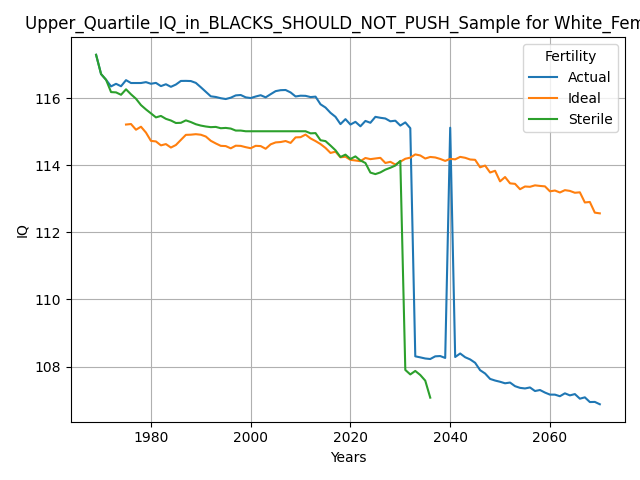 Upper_Quartile_IQ_in_BLACKS_SHOULD_NOT_PUSH_Sample for White_Fem
Fertility
Actual
Ideal
Sterile
116
114
112
110
108
IQ
1980
2000
2020
2040
2060
Years